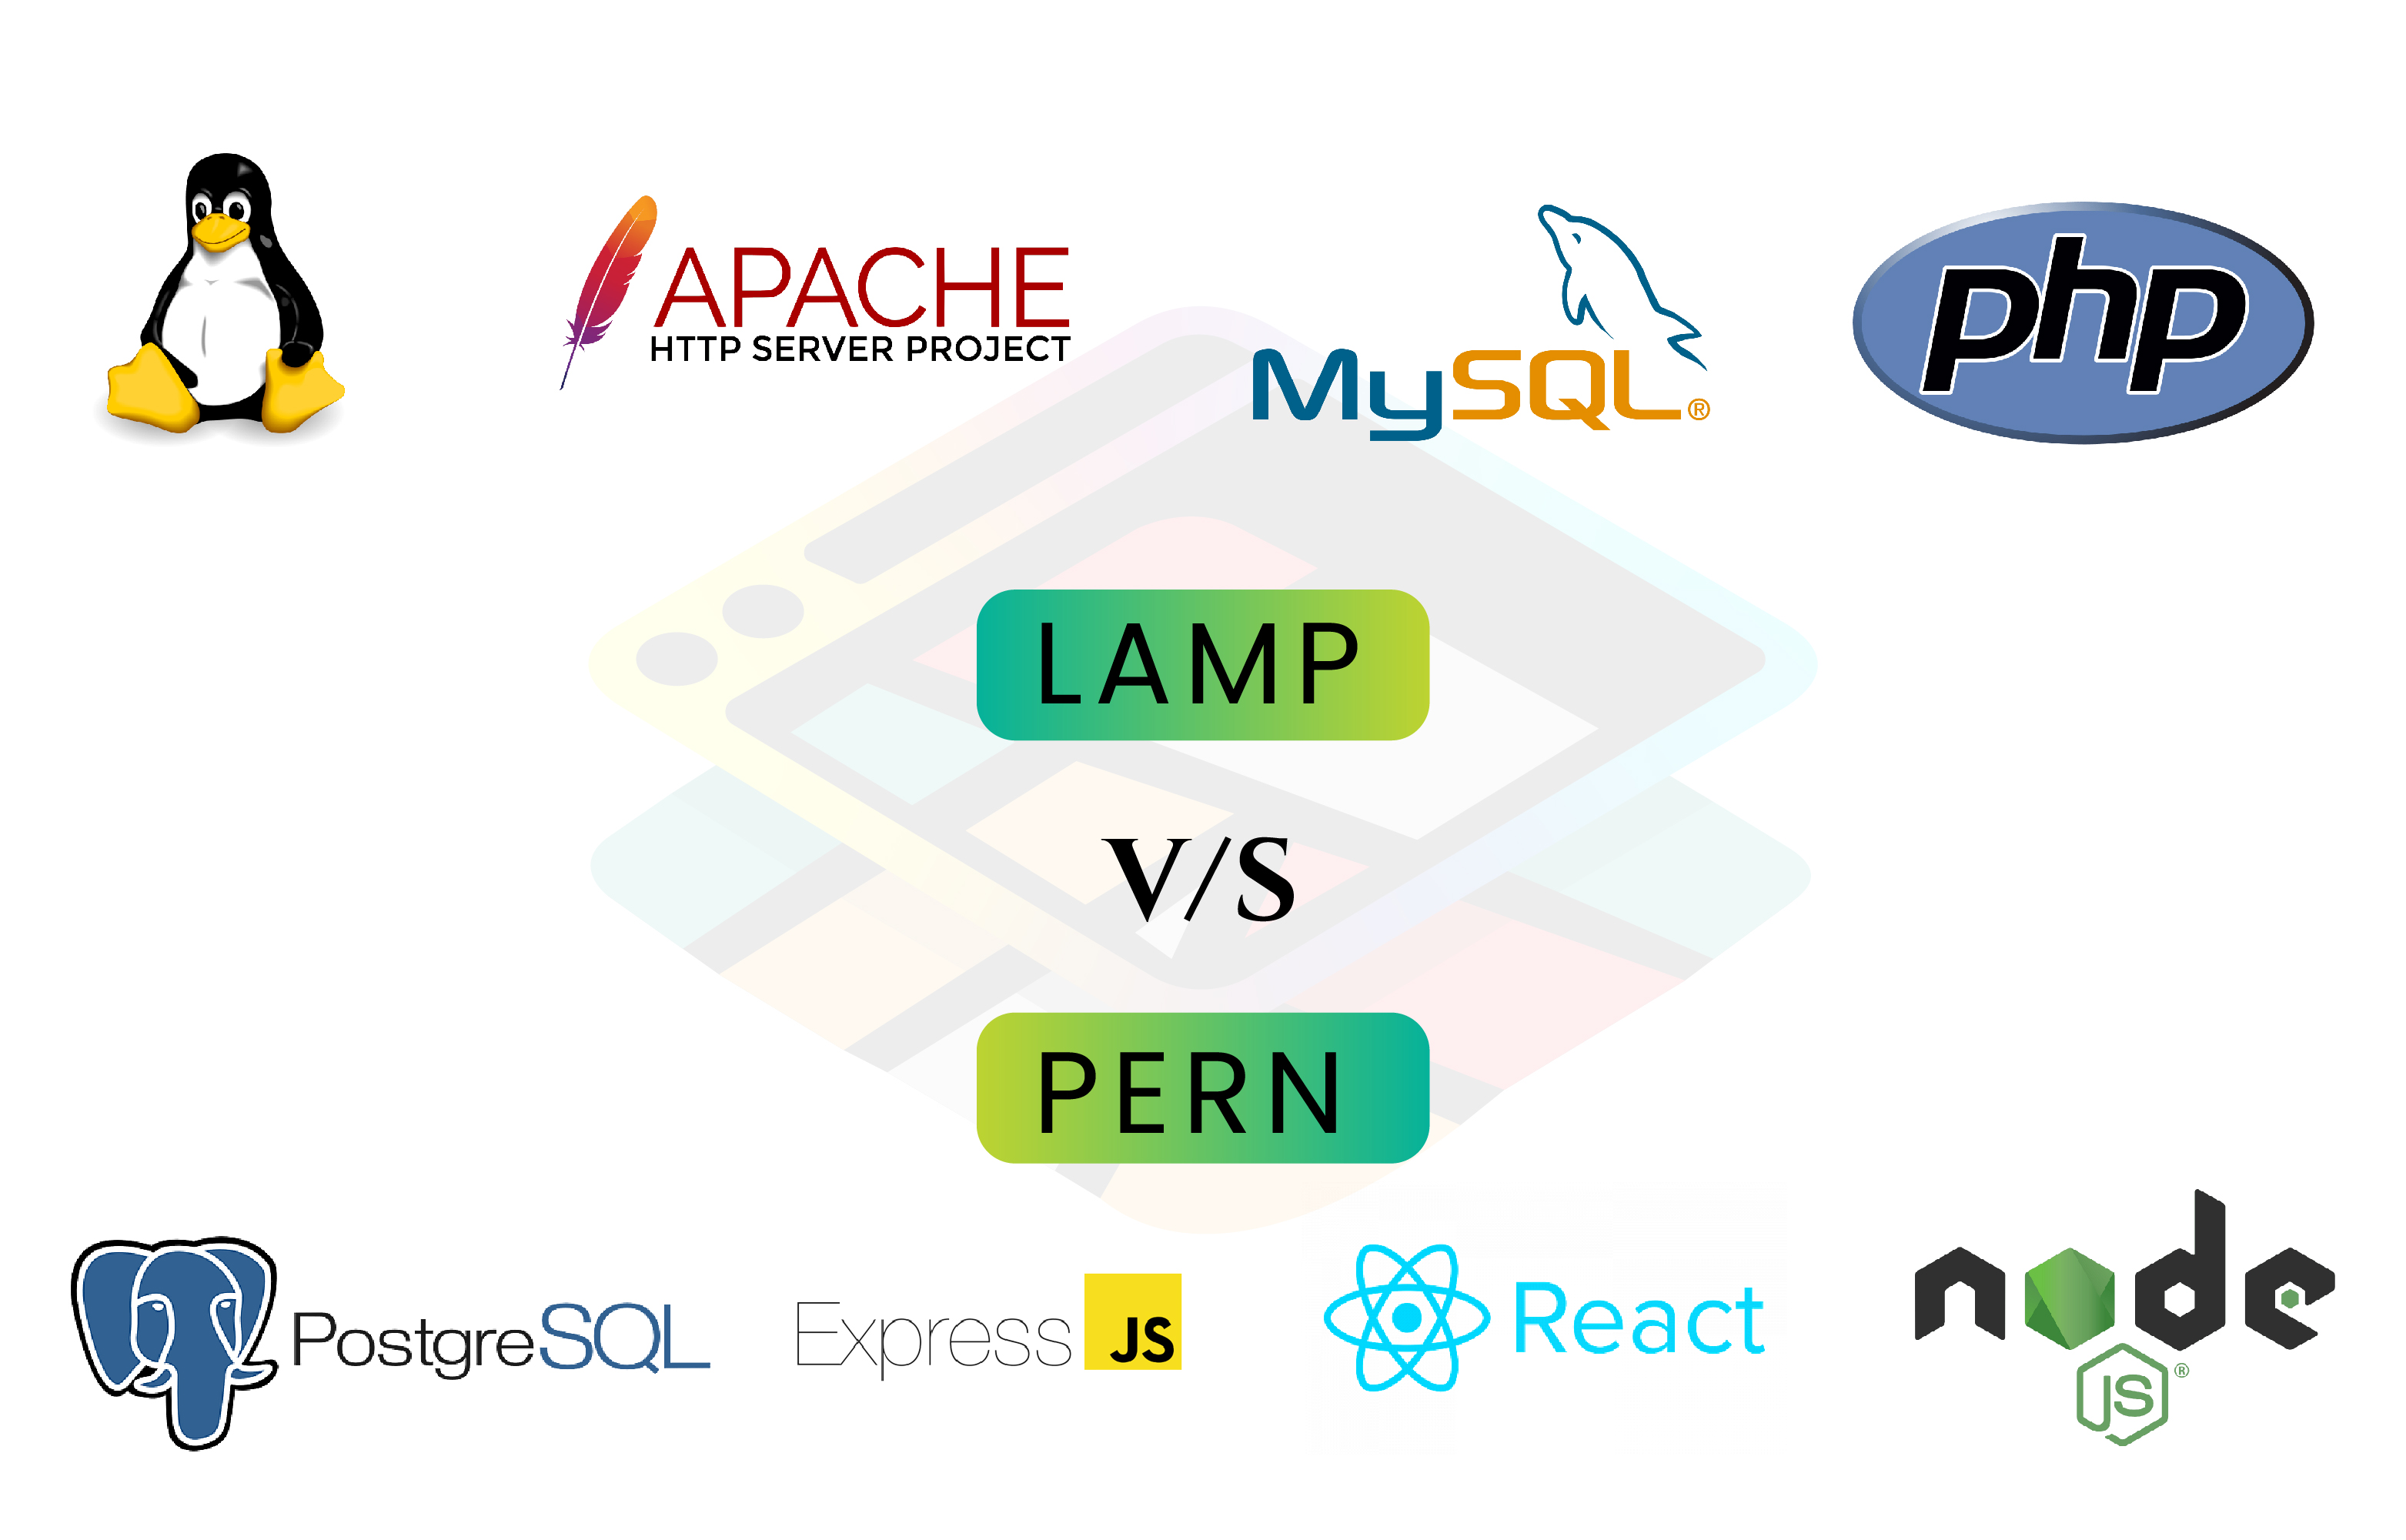 APACHE
HTTP SERVER PROJECT
MySQL®
php
LAMP
V/S
PERN
PostgreSQL
Express JS
React
node
JS®